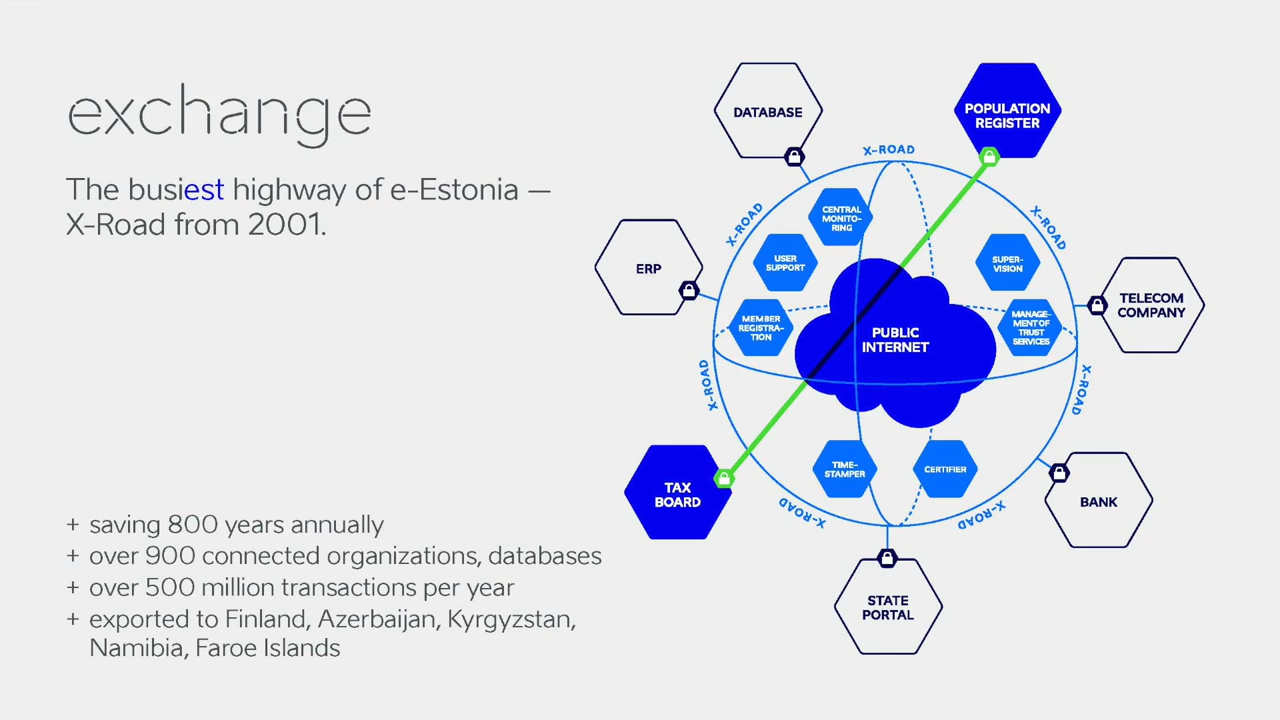 exchange
The busiest highway of e-Estonia —
X-Road from 2001.
+ saving 800 years annually
+ over 900 connected organizations, databases
+ over 500 million transactions per year
+ exported to Finland, Azerbaijan, Kyrgyzstan,
Namibia, Faroe Islands
DATABASE
POPULATION
REGISTER
X-ROAD
X-ROAD
X-ROAD
CENTRAL
MONITO-
RING
USER
SUPPORT
SUPER-
VISION
ERP
MEMBER
REGISTRA-
TION
MANAGE-
MENT OF
TRUST
SERVICES
TELECOM
COMPANY
PUBLIC
INTERNET
X-ROAD
X-ROAD
TAX
BOARD
TIME-
STAMPER
CERTIFIER
BANK
X-ROAD
X-ROAD
STATE
PORTAL